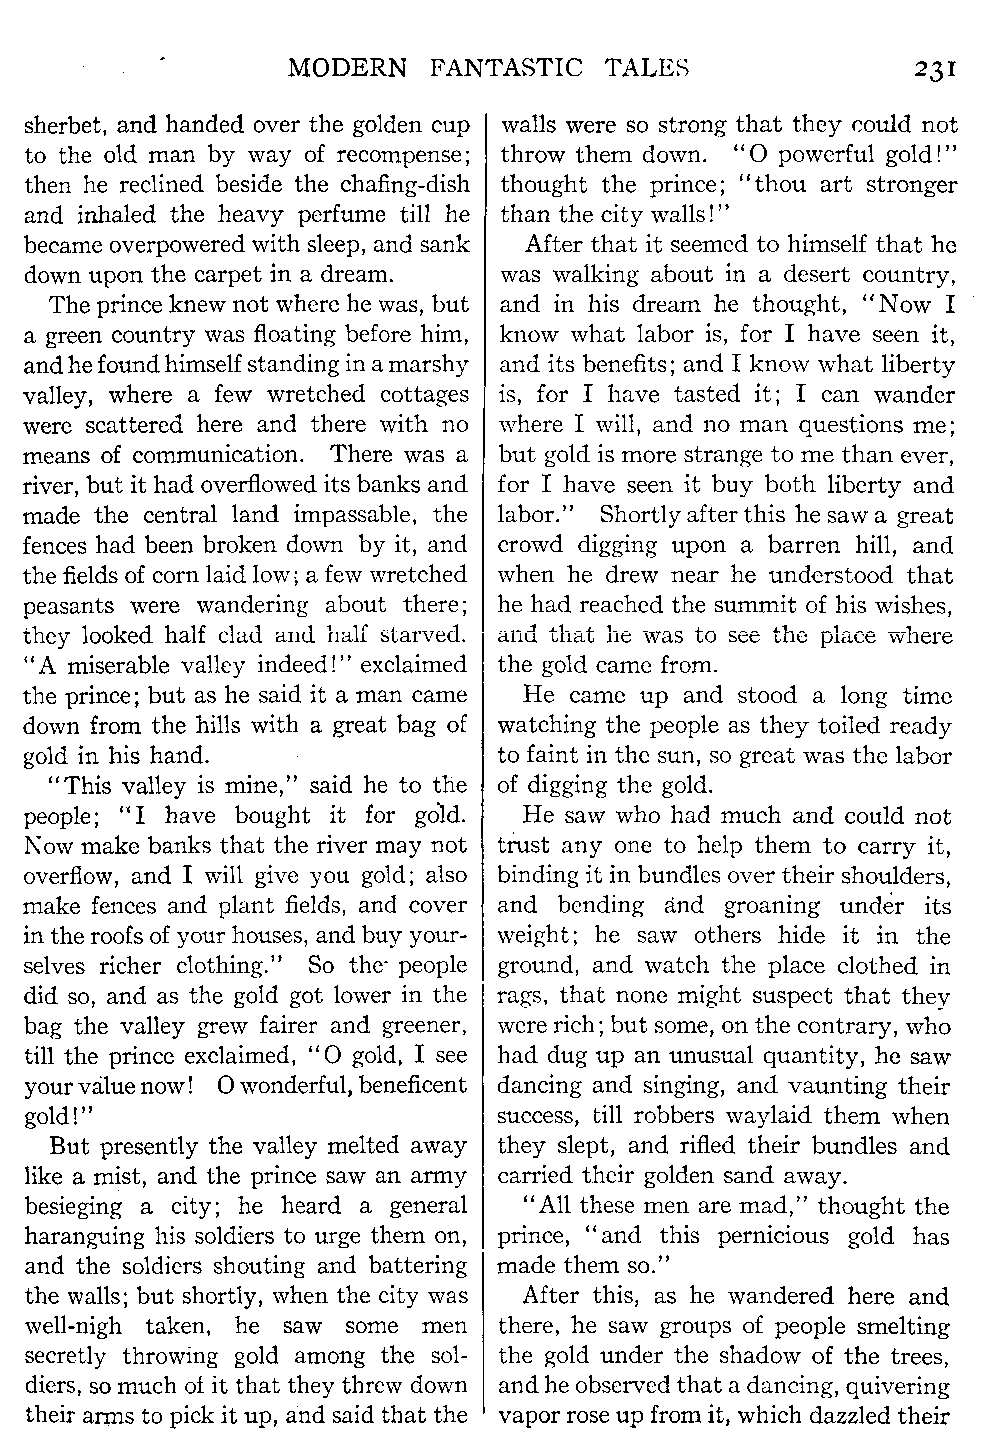 MODERN FANTASTIC TALES 231
sherbet, and handed over the golden cup
to the old man by way of recompense;
then he reclined beside the chafing-dish
and inhaled the heavy perfume till he
became overpowered with sleep, and sank
down upon the carpet in a dream.
The prince knew not where he was, but
a green country was floating before him,
and he found himself standing in a marshy
valley, where a few wretched cottages
were scattered here and there with no
means of communication. There was a
river, but it had overflowed its banks and
made the central land impassable, the
fences had been broken down by it, and
the fields of corn laid low; a few wretched
peasants were wandering about there;
they looked half clad and half starved.
"A miserable valley indeed!" exclaimed
the prince; but as he said it a man came
down from the hills with a great bag of
gold in his hand.
"This valley is mine," said he to the
people; "I have bought it for gold.
Now make banks that the river may not
overflow, and I will give you gold; also
make fences and plant fields, and cover
in the roofs of your houses, and buy your-
selves richer clothing." So the people
did so, and as the gold got lower in the
bag the valley grew fairer and greener,
till the prince exclaimed, "O gold, I see
your value now! O wonderful, beneficent
gold!"
But presently the valley melted away
like a mist, and the prince saw an army
besieging a city; he heard a general
haranguing his soldiers to urge them on,
and the soldiers shouting and battering
the walls; but shortly, when the city was
well-nigh taken, he saw some men
secretly throwing gold among the sol-
diers, so much of it that they threw down
their arms to pick it up, and said that the
walls were so strong that they could not
throw them down. "O powerful gold!"
thought the prince; "thou art stronger
than the city walls!"
After that it seemed to himself that he
was walking about in a desert country,
and in his dream he thought, "Now I
know what labor is, for I have seen it,
and its benefits; and I know what liberty
is, for I have tasted it; I can wander
where I will, and no man questions me;
but gold is more strange to me than ever,
for I have seen it buy both liberty and
labor." Shortly after this he saw a great
crowd digging upon a barren hill, and
when he drew near he understood that
he had reached the summit of his wishes,
and that he was to see the place where
the gold came from.
He came up and stood a long time
watching the people as they toiled ready
to faint in the sun, so great was the labor
of digging the gold.
He saw who had much and could not
trust any one to help them to carry it,
binding it in bundles over their shoulders,
and bending and groaning under its
weight; he saw others hide it in the
ground, and watch the place clothed in
rags, that none might suspect that they
were rich; but some, on the contrary, who
had dug up an unusual quantity, he saw
dancing and singing, and vaunting their
success, till robbers waylaid them when
they slept, and rifled their bundles and
carried their golden sand away.
"All these men are mad," thought the
prince, "and this pernicious gold has
made them so."
After this, as he wandered here and
there, he saw groups of people smelting
the gold under the shadow of the trees,
and he observed that a dancing, quivering
vapor rose up from it, which dazzled their